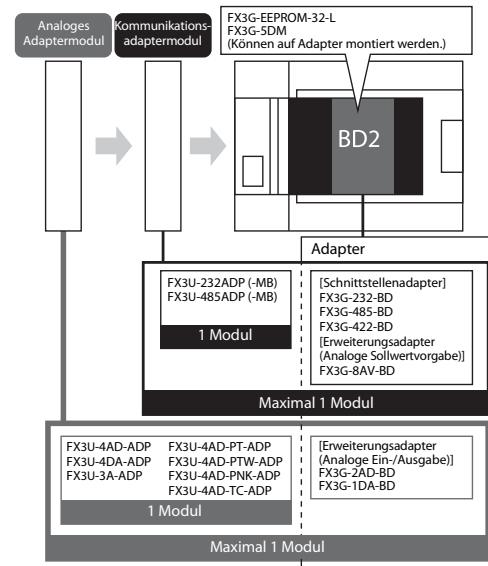 Analoges
Adaptermodul
Kommunikations-
adaptermodul
FX3G-EEPROM-32-L
FX3G-5DM
(Können auf Adapter montiert werden.)
BD2
Adapter
FX3U-232ADP (-MB)
FX3U-485ADP (-MB)
1 Modul
[Schnittstellenadapter]
FX3G-232-BD
FX3G-485-BD
FX3G-422-BD
[Erweiterungsadapter
(Analoge Sollwertvorgabe)]
FX3G-8AV-BD
Maximal 1 Modul
FX3U-4AD-ADP
FX3U-4DA-ADP
FX3U-3A-ADP
FX3U-4AD-PT-ADP
FX3U-4AD-PTW-ADP
FX3U-4AD-PNK-ADP
FX3U-4AD-TC-ADP
1 Modul
[Erweiterungsadapter
(Analoge Ein-/Ausgabe)]
FX3G-2AD-BD
FX3G-1DA-BD
Maximal 1 Modul